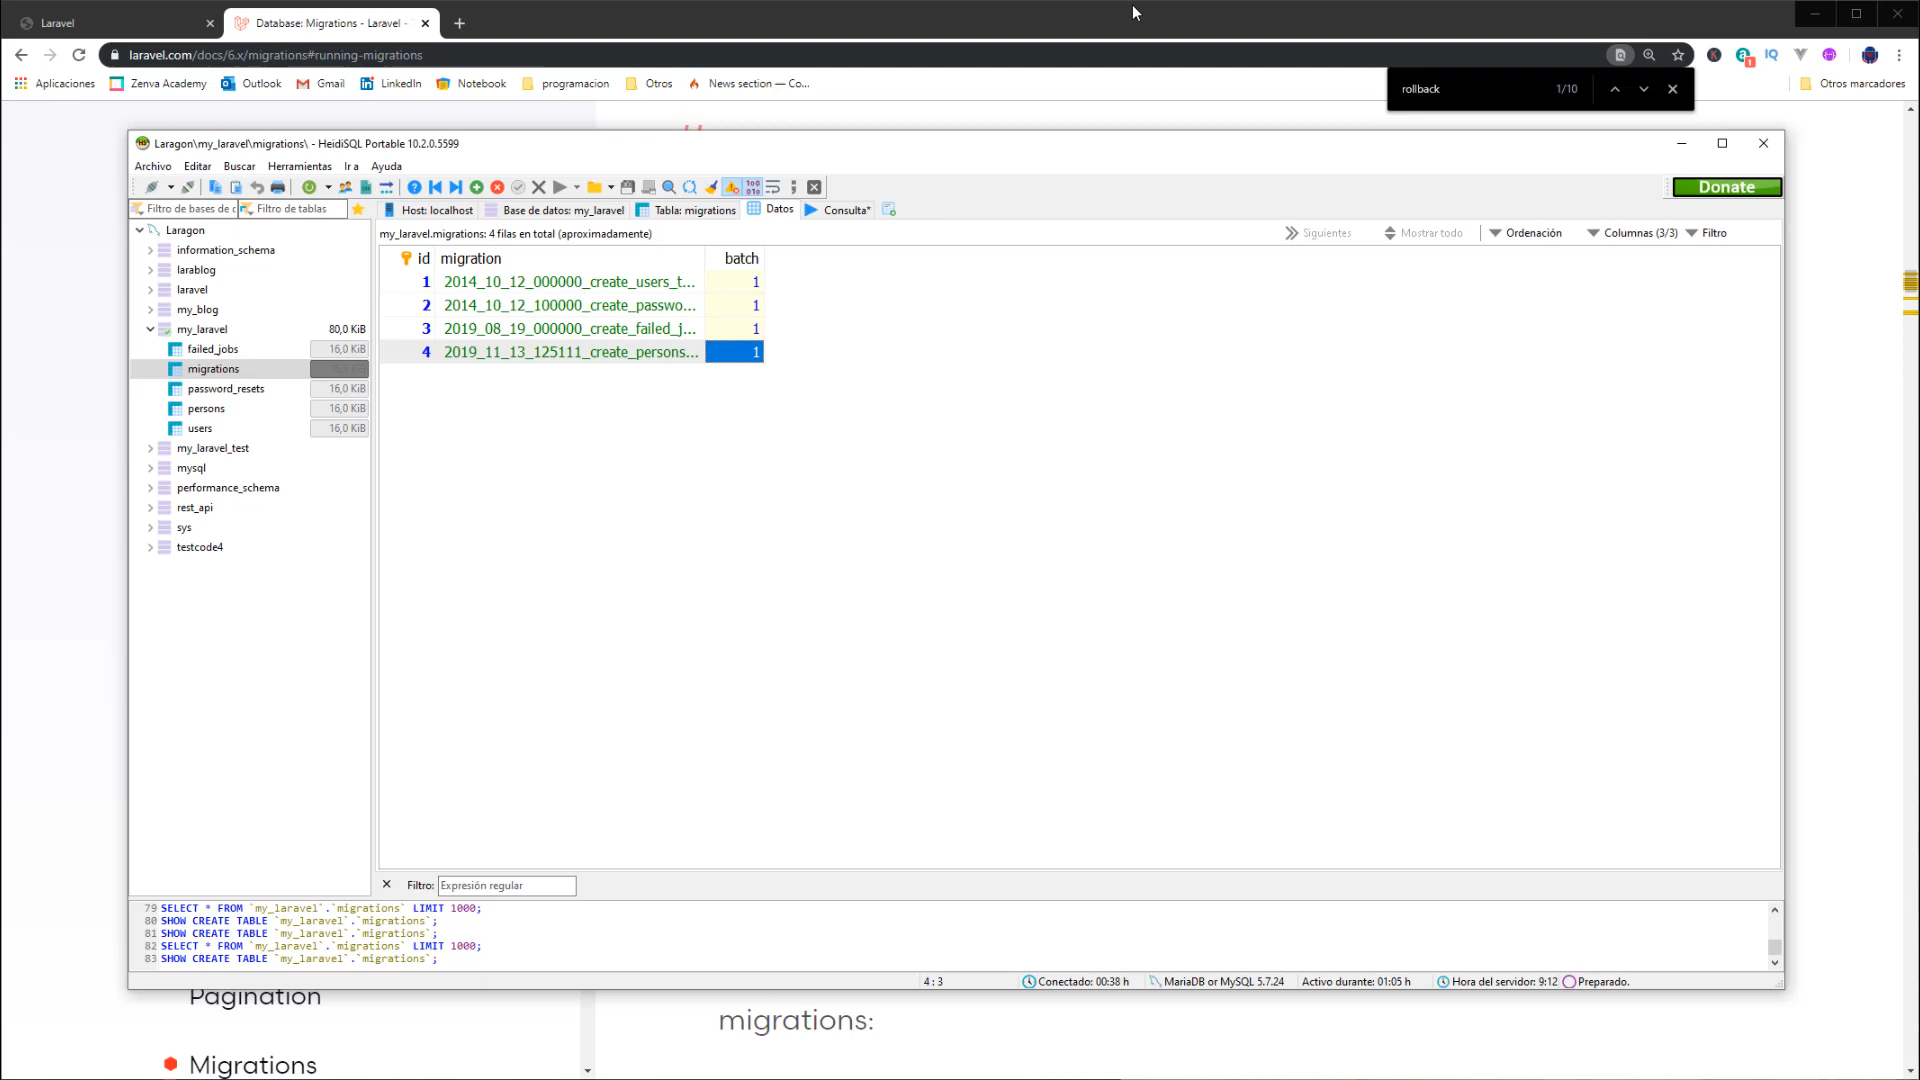 Laravel
Database: Migrations - Laravel -
laravel.com/docs/6.x/migrations#running-migrations
Aplicaciones
Zenva Academy
Outlook
Gmail
LinkedIn
Notebook
programacion
Otros
News section — Co...
Otros marcadores
rollback
1/10
Laragon\my_laravel\migrations\ - HeidiSQL Portable 10.2.0.5599
Archivo Editar Buscar Herramientas Ir a Ayuda
Donate
Filtro de bases de c
Filtro de tablas
Host: localhost
Base de datos: my_laravel
Tabla: migrations
Datos
Consulta*
Laragon
information_schema
larablog
laravel
my_blog
my_laravel 80,0 KiB
failed_jobs 16,0 KiB
migrations
password_resets 16,0 KiB
persons 16,0 KiB
users 16,0 KiB
my_laravel_test
mysql
performance_schema
rest_api
sys
testcode4
my_laravel.migrations: 4 filas en total (aproximadamente)
Siguientes
Mostrar todo
Ordenación
Columnas (3/3)
Filtro
id migration batch
1 2014_10_12_000000_create_users_t... 1
2 2014_10_12_100000_create_passwo... 1
3 2019_08_19_000000_create_failed_j... 1
4 2019_11_13_125111_create_persons... 1
Filtro: Expresión regular
79 SELECT * FROM `my_laravel`.`migrations` LIMIT 1000;
80 SHOW CREATE TABLE `my_laravel`.`migrations`;
81 SHOW CREATE TABLE `my_laravel`.`migrations`;
82 SELECT * FROM `my_laravel`.`migrations` LIMIT 1000;
83 SHOW CREATE TABLE `my_laravel`.`migrations`;
4 : 3
Conectado: 00:38 h
MariaDB or MySQL 5.7.24
Activo durante: 01:05 h
Hora del servidor: 9:12
Preparado.
Pagination
migrations:
Migrations